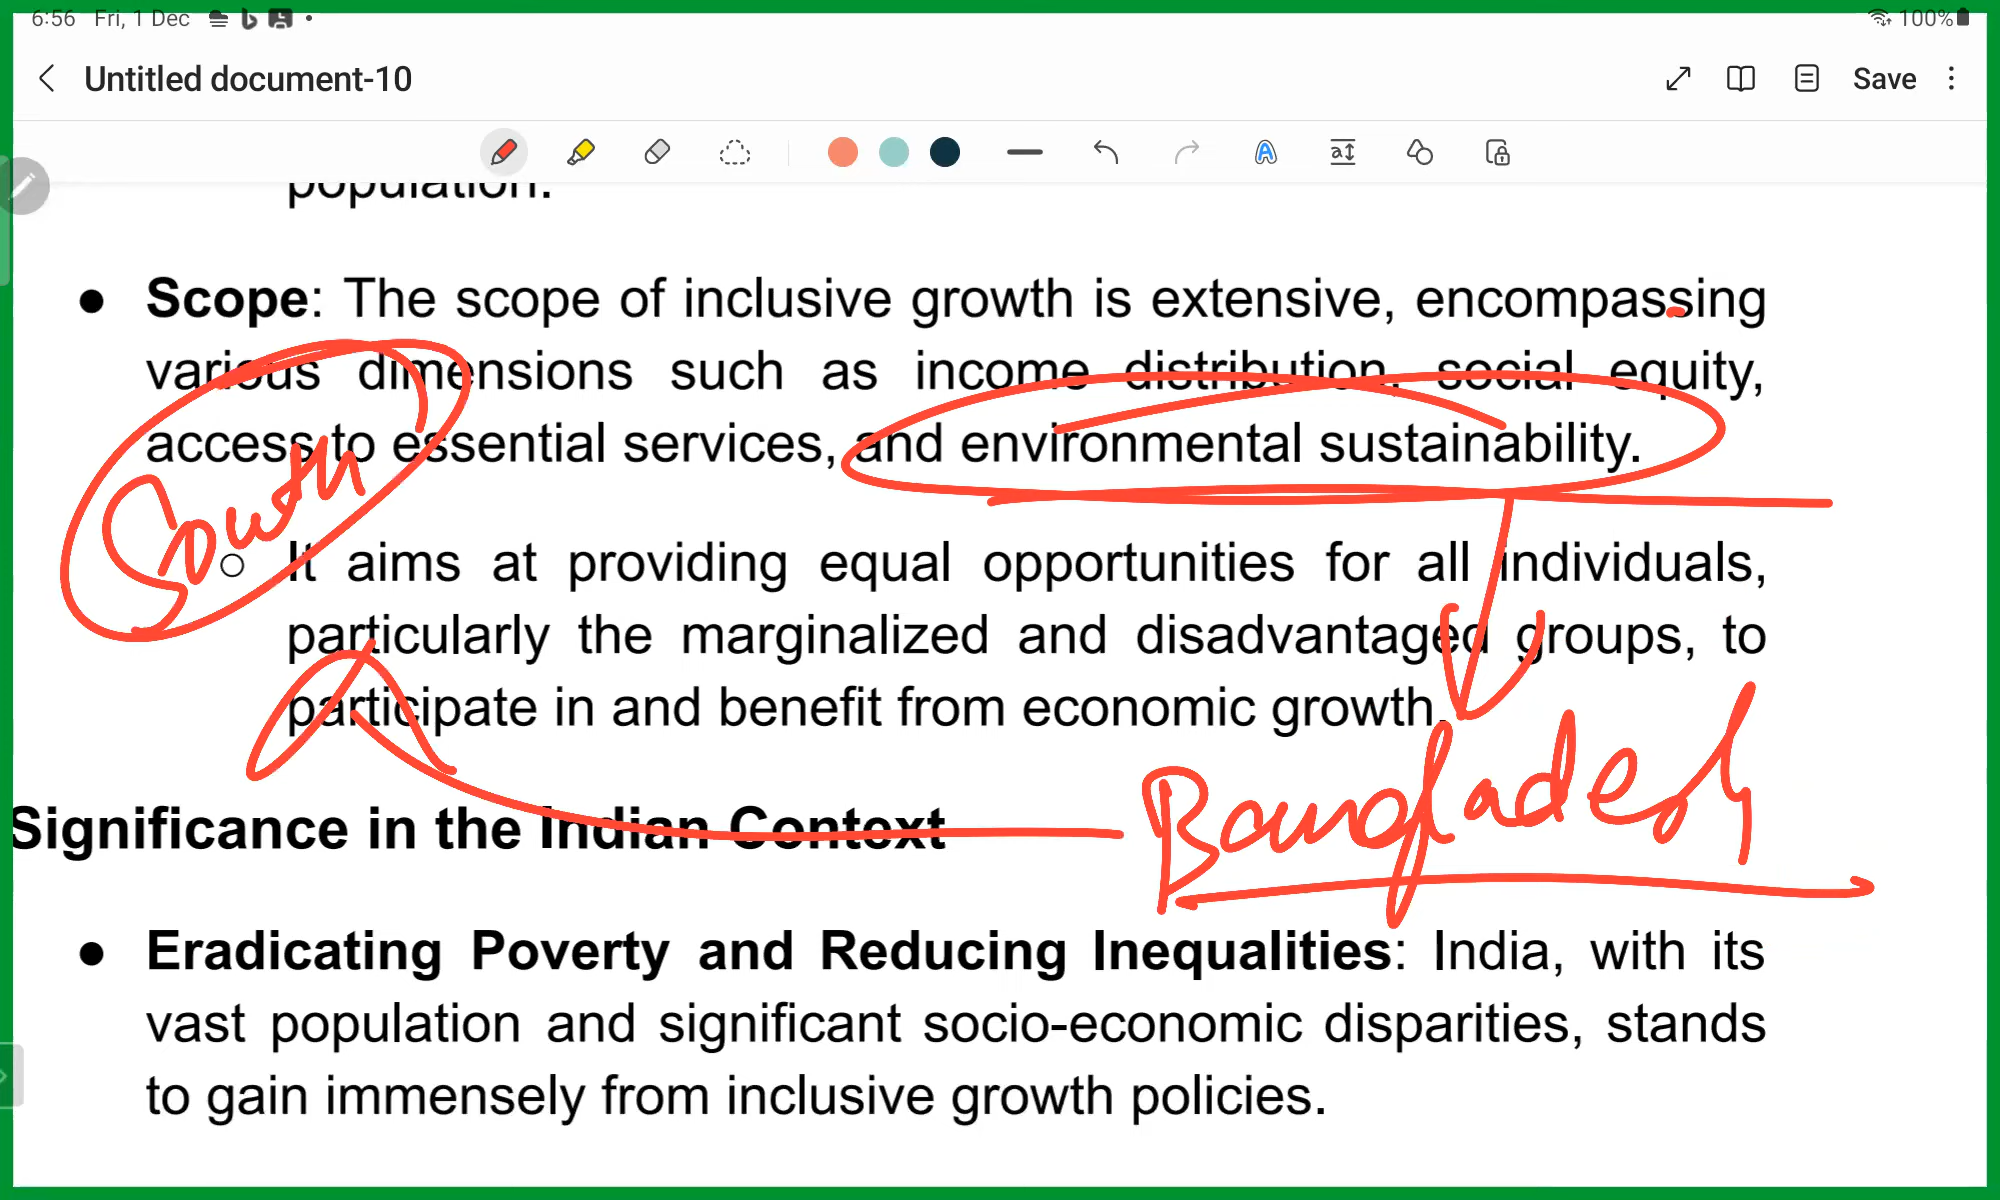 6:56 Fri, 1 Dec
100%
Untitled document-10
Save
population.
● Scope: The scope of inclusive growth is extensive, encompassing
various dimensions such as income distribution, social equity,
access to essential services, and environmental sustainability.
South
○ It aims at providing equal opportunities for all individuals,
particularly the marginalized and disadvantaged groups, to
participate in and benefit from economic growth.
Bangladesh
Significance in the Indian Context
● Eradicating Poverty and Reducing Inequalities: India, with its
vast population and significant socio-economic disparities, stands
to gain immensely from inclusive growth policies.